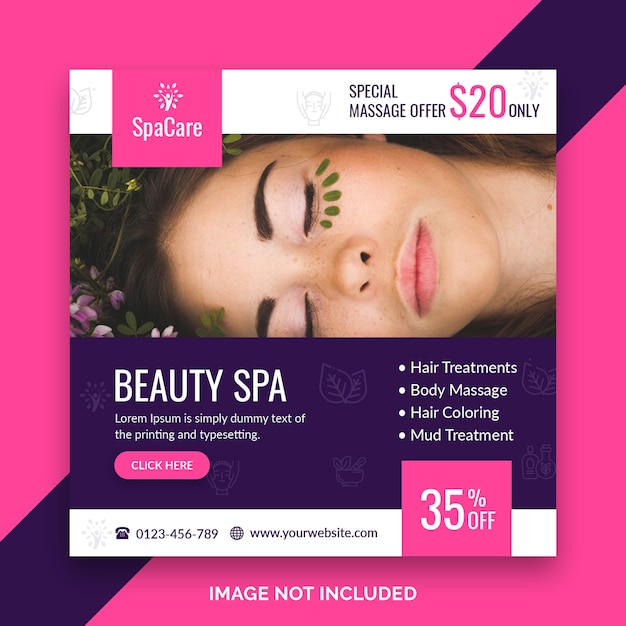 SpaCare
SPECIAL
MASSAGE OFFER $20 ONLY
BEAUTY SPA
Lorem Ipsum is simply dummy text of
the printing and typesetting.
CLICK HERE
• Hair Treatments
• Body Massage
• Hair Coloring
• Mud Treatment
35% OFF
0123-456-789
www.yourwebsite.com
IMAGE NOT INCLUDED